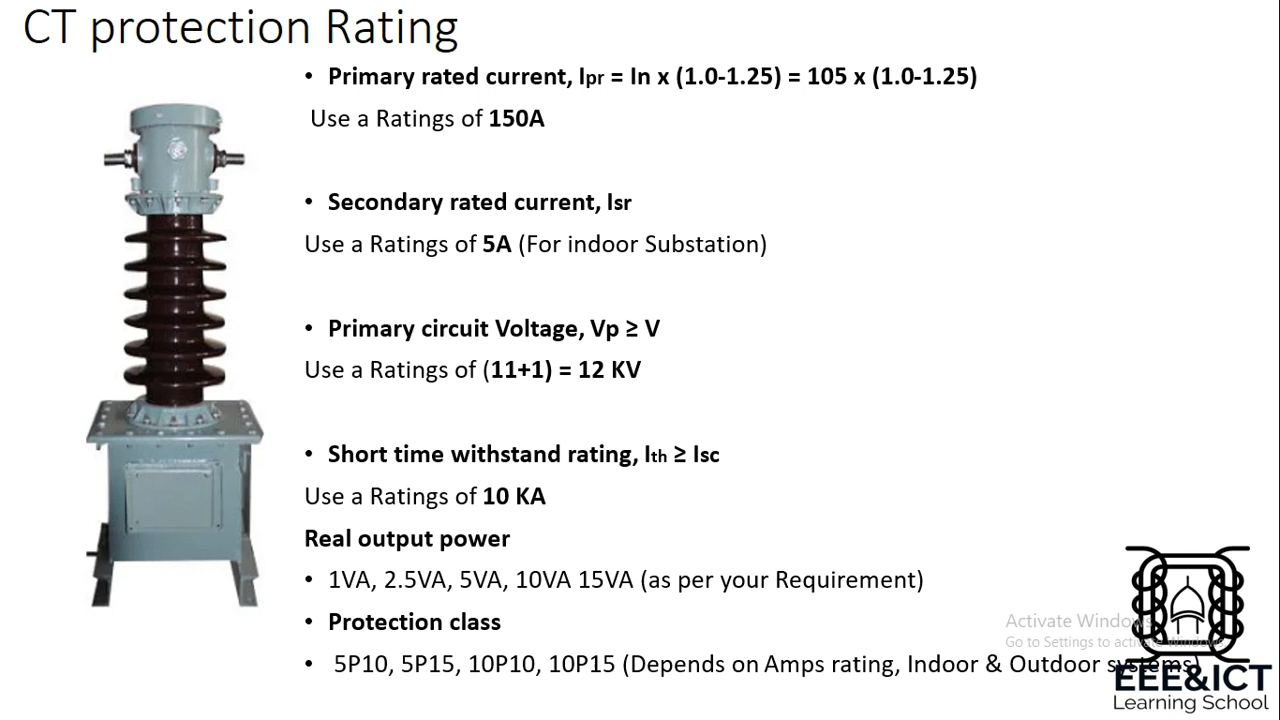 CT protection Rating
• Primary rated current, Ipr = In x (1.0-1.25) = 105 x (1.0-1.25)
Use a Ratings of 150A
• Secondary rated current, Isr
Use a Ratings of 5A (For indoor Substation)
• Primary circuit Voltage, Vp ≥ V
Use a Ratings of (11+1) = 12 KV
• Short time withstand rating, Ith ≥ Isc
Use a Ratings of 10 KA
Real output power
• 1VA, 2.5VA, 5VA, 10VA 15VA (as per your Requirement)
• Protection class
• 5P10, 5P15, 10P10, 10P15 (Depends on Amps rating, Indoor & Outdoor systems)
Activate Windows
Go to Settings to activate Windows.
EEE&ICT
Learning School